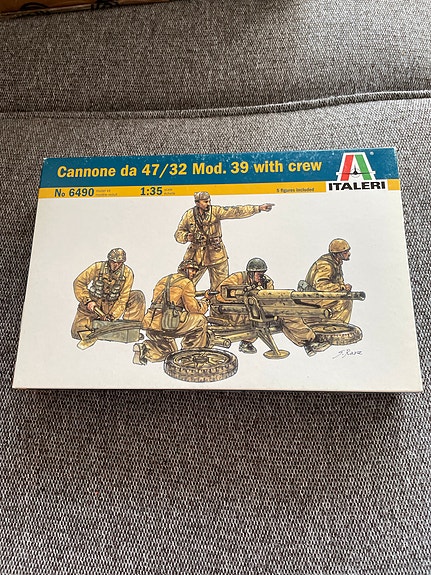 Cannone da 47/32 Mod. 39 with crew
ITALERI
No 6490
1:35
5 figures included